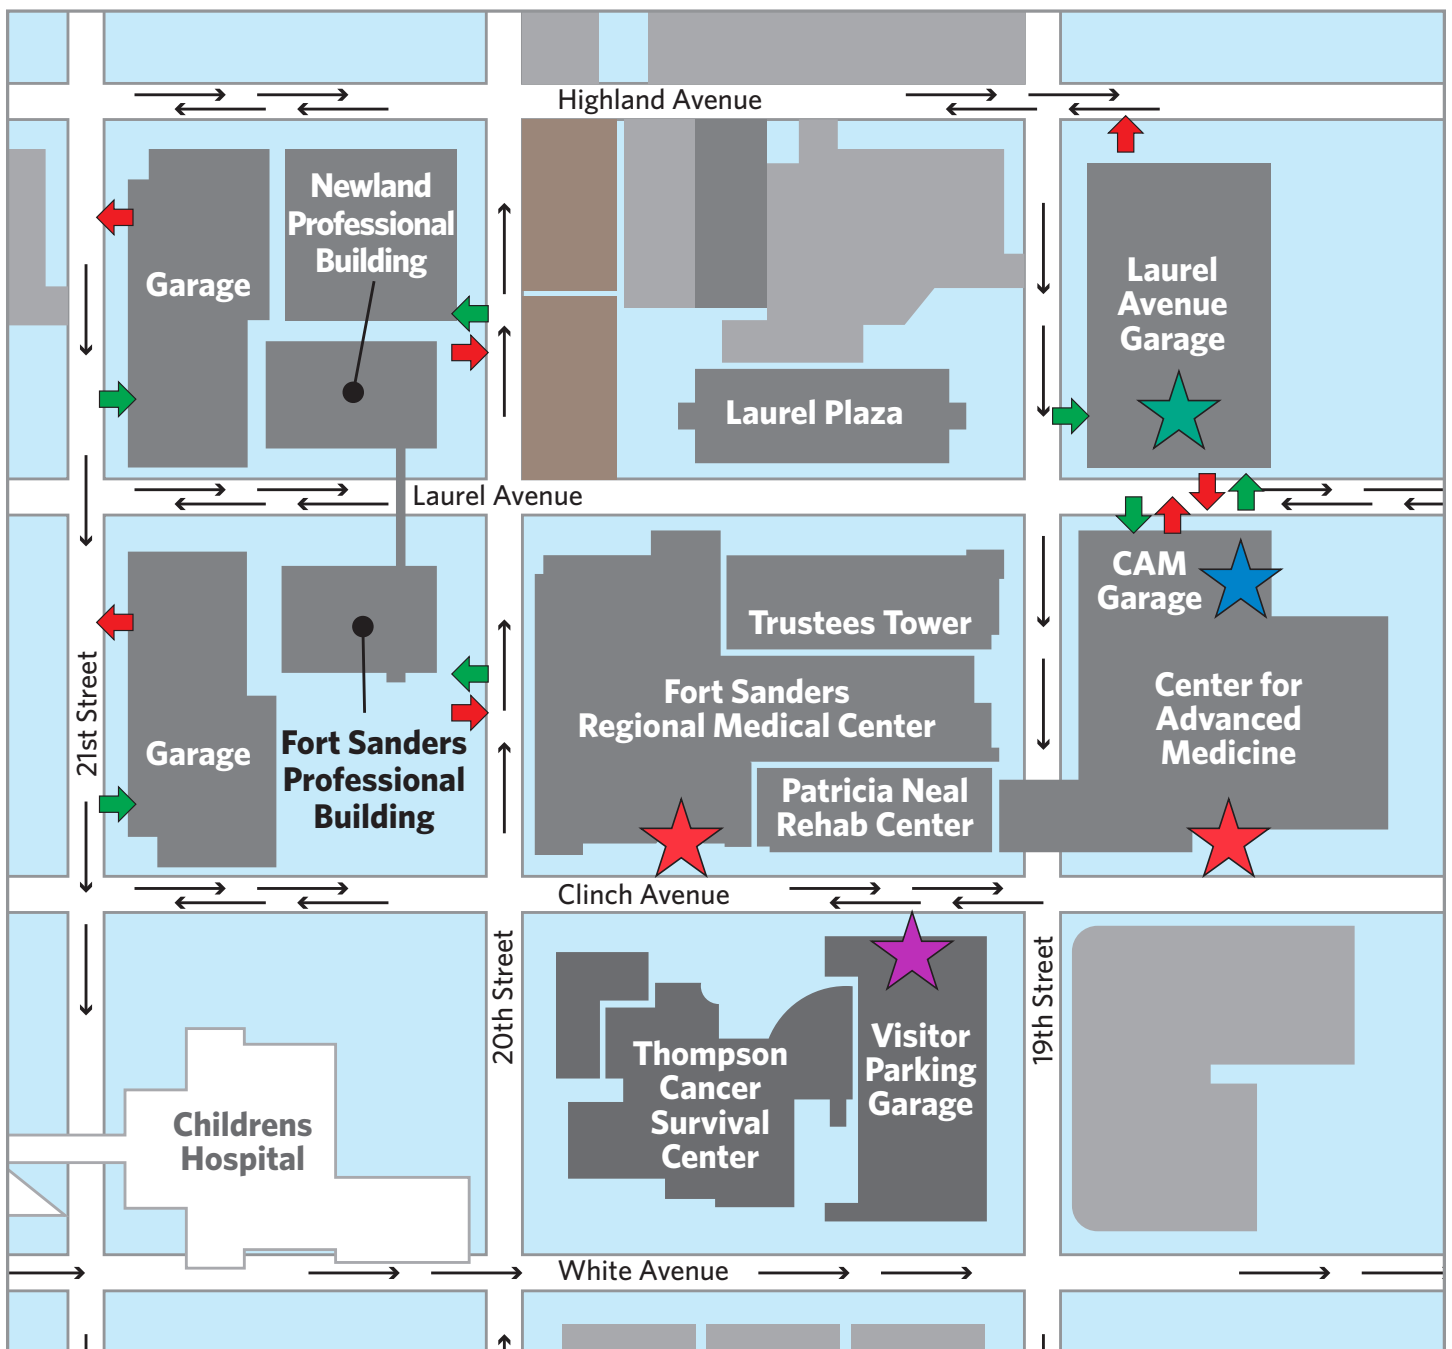 Highland Avenue
Newland
Professional
Building
Garage
Laurel
Avenue
Garage
Laurel Plaza
Laurel Avenue
CAM
Garage
Trustees Tower
Fort Sanders
Regional Medical Center
Center for
Advanced
Medicine
21st Street
Garage
Fort Sanders
Professional
Building
Patricia Neal
Rehab Center
Clinch Avenue
20th Street
19th Street
Visitor
Parking
Garage
Thompson
Cancer
Survival
Center
Childrens
Hospital
White Avenue